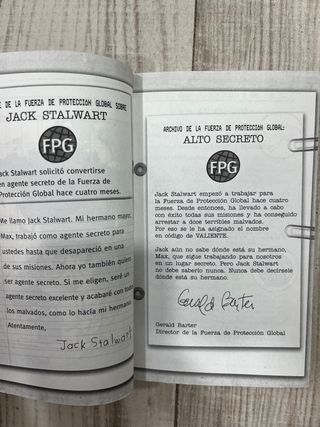 DE LA FUERZA DE PROTECCIÓN GLOBAL SOBRE
JACK STALWART
FPG
Jack Stalwart solicitó convertirse
en agente secreto de la Fuerza de
Protección Global hace cuatro meses.
Me llamo Jack Stalwart. Mi hermano mayor,
Max, trabajó como agente secreto para
ustedes hasta que desapareció en una
de sus misiones. Ahora yo también quiero
ser agente secreto. Si me eligen, seré un
agente secreto excelente y acabaré con todos
los malvados, como lo hacía mi hermano
Atentamente,
Jack Stalwart
ARCHIVO DE LA FUERZA DE PROTECCIÓN GLOBAL:
ALTO SECRETO
FPG
Jack Stalwart empezó a trabajar para
la Fuerza de Protección Global hace cuatro
meses. Desde entonces, ha llevado a cabo
con éxito todas sus misiones, y ha conseguido
arrestar a doce terribles malvados.
Por eso se le ha asignado el nombre
en código de VALIENTE.
Jack aún no sabe dónde está su hermano,
Max, que sigue trabajando para nosotros
en un lugar secreto. Pero Jack Stalwart
no debe saberlo nunca. Nunca debe decírsele
dónde está su hermano.
Gerald Barter
Gerald Barter
Director de la Fuerza de Protección Global